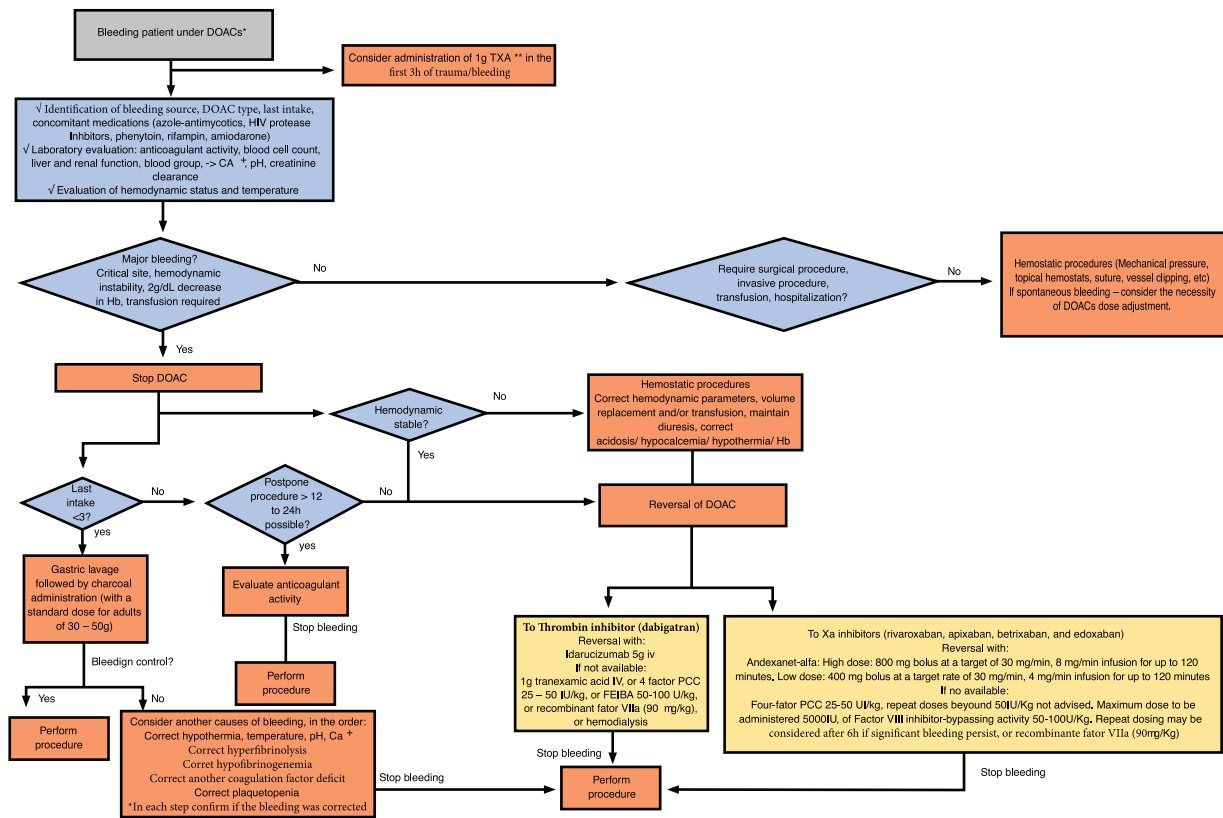 Bleeding patient under DOACs*
Consider administration of 1g TXA ** in the
first 3h of trauma/bleeding
√ Identification of bleeding source, DOAC type, last intake,
concomitant medications (azole-antimycotics, HIV protease
Inhbitors, phenytoin, rifampin, amiodarone)
√ Laboratory evaluation: anticoagulant activity, blood cell count,
liver and renal function, blood group, -> CA +, pH, creatinine
clearance
√ Evaluation of hemodynamic status and temperature
Major bleeding?
Critical site, hemodynamic
instability, 2g/dL decrease
in Hb, transfusion required
No
Require surgical procedure,
invasive procedure,
transfusion, hospitalization?
No
Hemostatic procedures (Mechanical pressure,
topical hemostats, suture, vessel clipping, etc)
If spontaneous bleeding – consider the necessity
of DOACs dose adjustment.
Yes
Stop DOAC
Hemodynamic
stable?
No
Hemostatic procedures
Correct hemodynamic parameters, volume
replacement and/or transfusion, maintain
diuresis, correct
acidosis/ hypocalcemia/ hypothermia/ Hb
Yes
Last
intake
<3?
No
Postpone
procedure > 12
to 24h
possible?
No
Reversal of DOAC
yes
yes
Gastric lavage
followed by charcoal
administration (with a
standard dose for adults
of 30 – 50g)
Evaluate anticoagulant
activity
Stop bleeding
Perform
procedure
To Thrombin inhibitor (dabigatran)
Reversal with:
Idarucizumab 5g iv
If not available:
1g tranexamic acid IV, or 4 factor PCC
25 – 50 IU/kg, or FEIBA 50-100 U/kg,
or recombinant fator VIIa (90 mg/kg),
or hemodialysis
To Xa inhibitors (rivaroxaban, apixaban, betrixaban, and edoxaban)
Reversal with:
Andexanet-alfa: High dose: 800 mg bolus at a target of 30 mg/min, 8 mg/min infusion for up to 120
minutes. Low dose: 400 mg bolus at a target rate of 30 mg/min, 4 mg/min infusion for up to 120 minutes
If no available:
Four-fator PCC 25-50 UI/kg, repeat doses beyound 50IU/Kg not advised. Maximum dose to be
administered 5000IU, of Factor VIII inhibitor-bypassing activity 50-100U/Kg. Repeat dosing may be
considered after 6h if significant bleeding persist, or recombinante fator VIIa (90mg/Kg)
Bleedign control?
Yes
No
Perform
procedure
Consider another causes of bleeding, in the order:
Correct hypothermia, temperature, pH, Ca +
Correct hyperfibrinolysis
Corret hypofibrinogenemia
Correct another coagulation factor deficit
Correct plaquetopenia
*In each step confirm if the bleeding was corrected
Stop bleeding
Stop bleeding
Perform
procedure
Stop bleeding